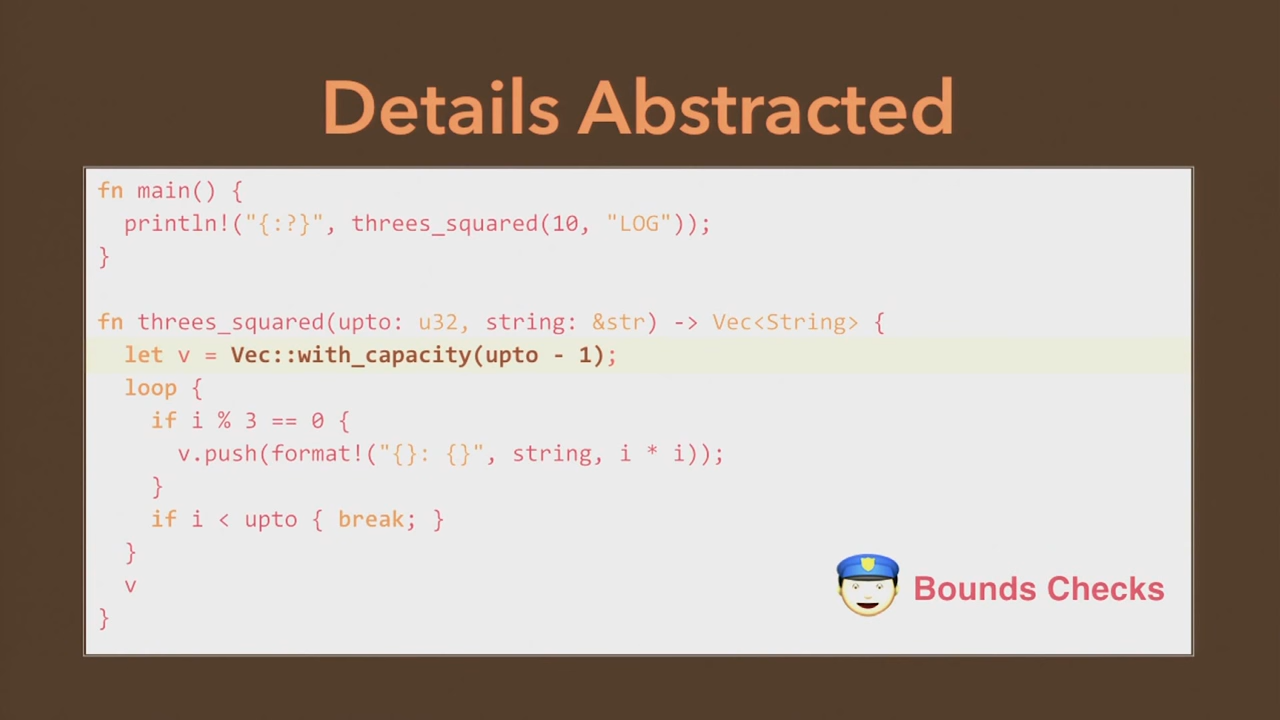 Details Abstracted
fn main() {
  println!("{:?}", threes_squared(10, "LOG"));
}
fn threes_squared(upto: u32, string: &str) -> Vec<String> {
  let v = Vec::with_capacity(upto - 1);
  loop {
    if i % 3 == 0 {
      v.push(format!("{}: {}", string, i * i));
    }
    if i < upto { break; }
  }
  v
}
Bounds Checks